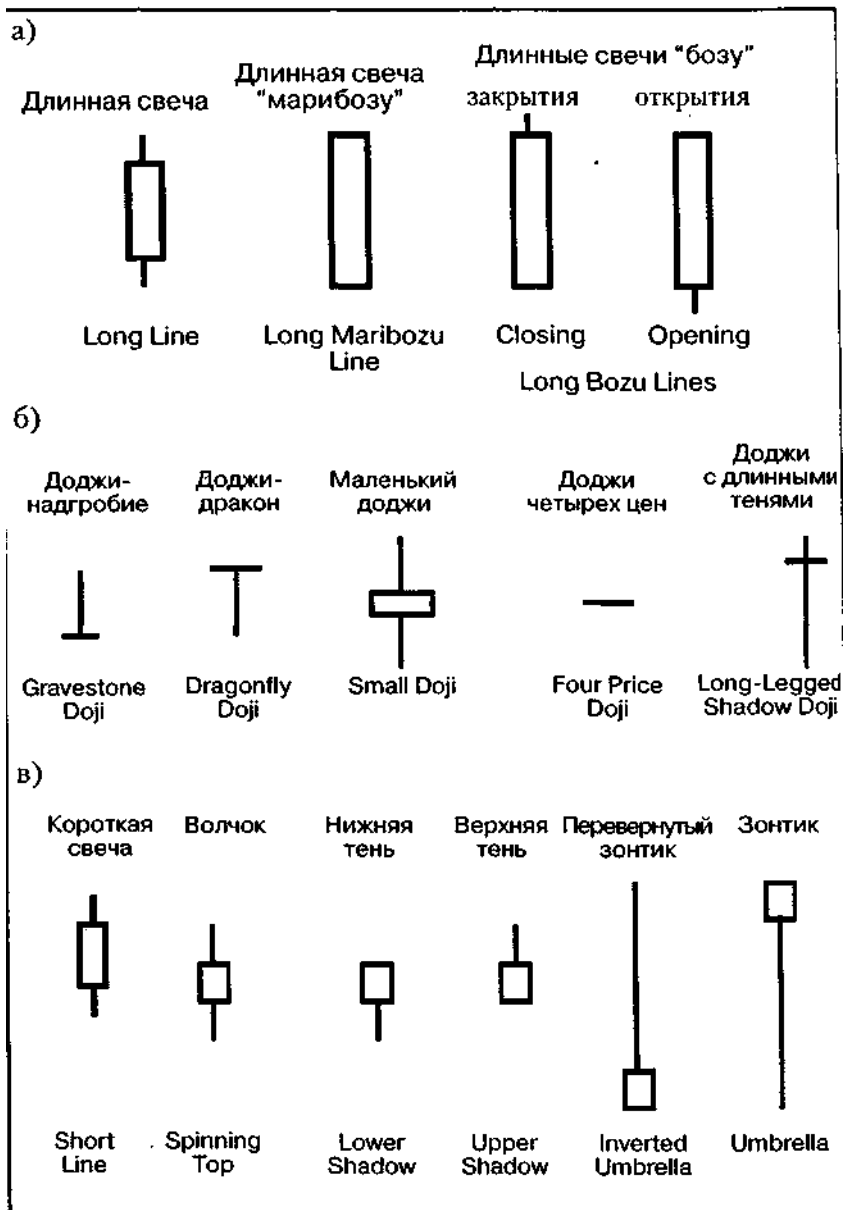 а)
Длинная свеча
Длинная свеча
"марибозу"
Длинные свечи "бозу"
закрытия
открытия
Long Line
Long Maribozu
Line
Closing
Opening
Long Bozu Lines
б)
Доджи-
надгробие
Доджи-
дракон
Маленький
доджи
Доджи
четырех цен
Доджи
с длинными
тенями
Gravestone
Doji
Dragonfly
Doji
Small Doji
Four Price
Doji
Long-Legged
Shadow Doji
в)
Короткая
свеча
Волчок
Нижняя
тень
Верхняя
тень
Перевернутый
зонтик
Зонтик
Short
Line
Spinning
Top
Lower
Shadow
Upper
Shadow
Inverted
Umbrella
Umbrella